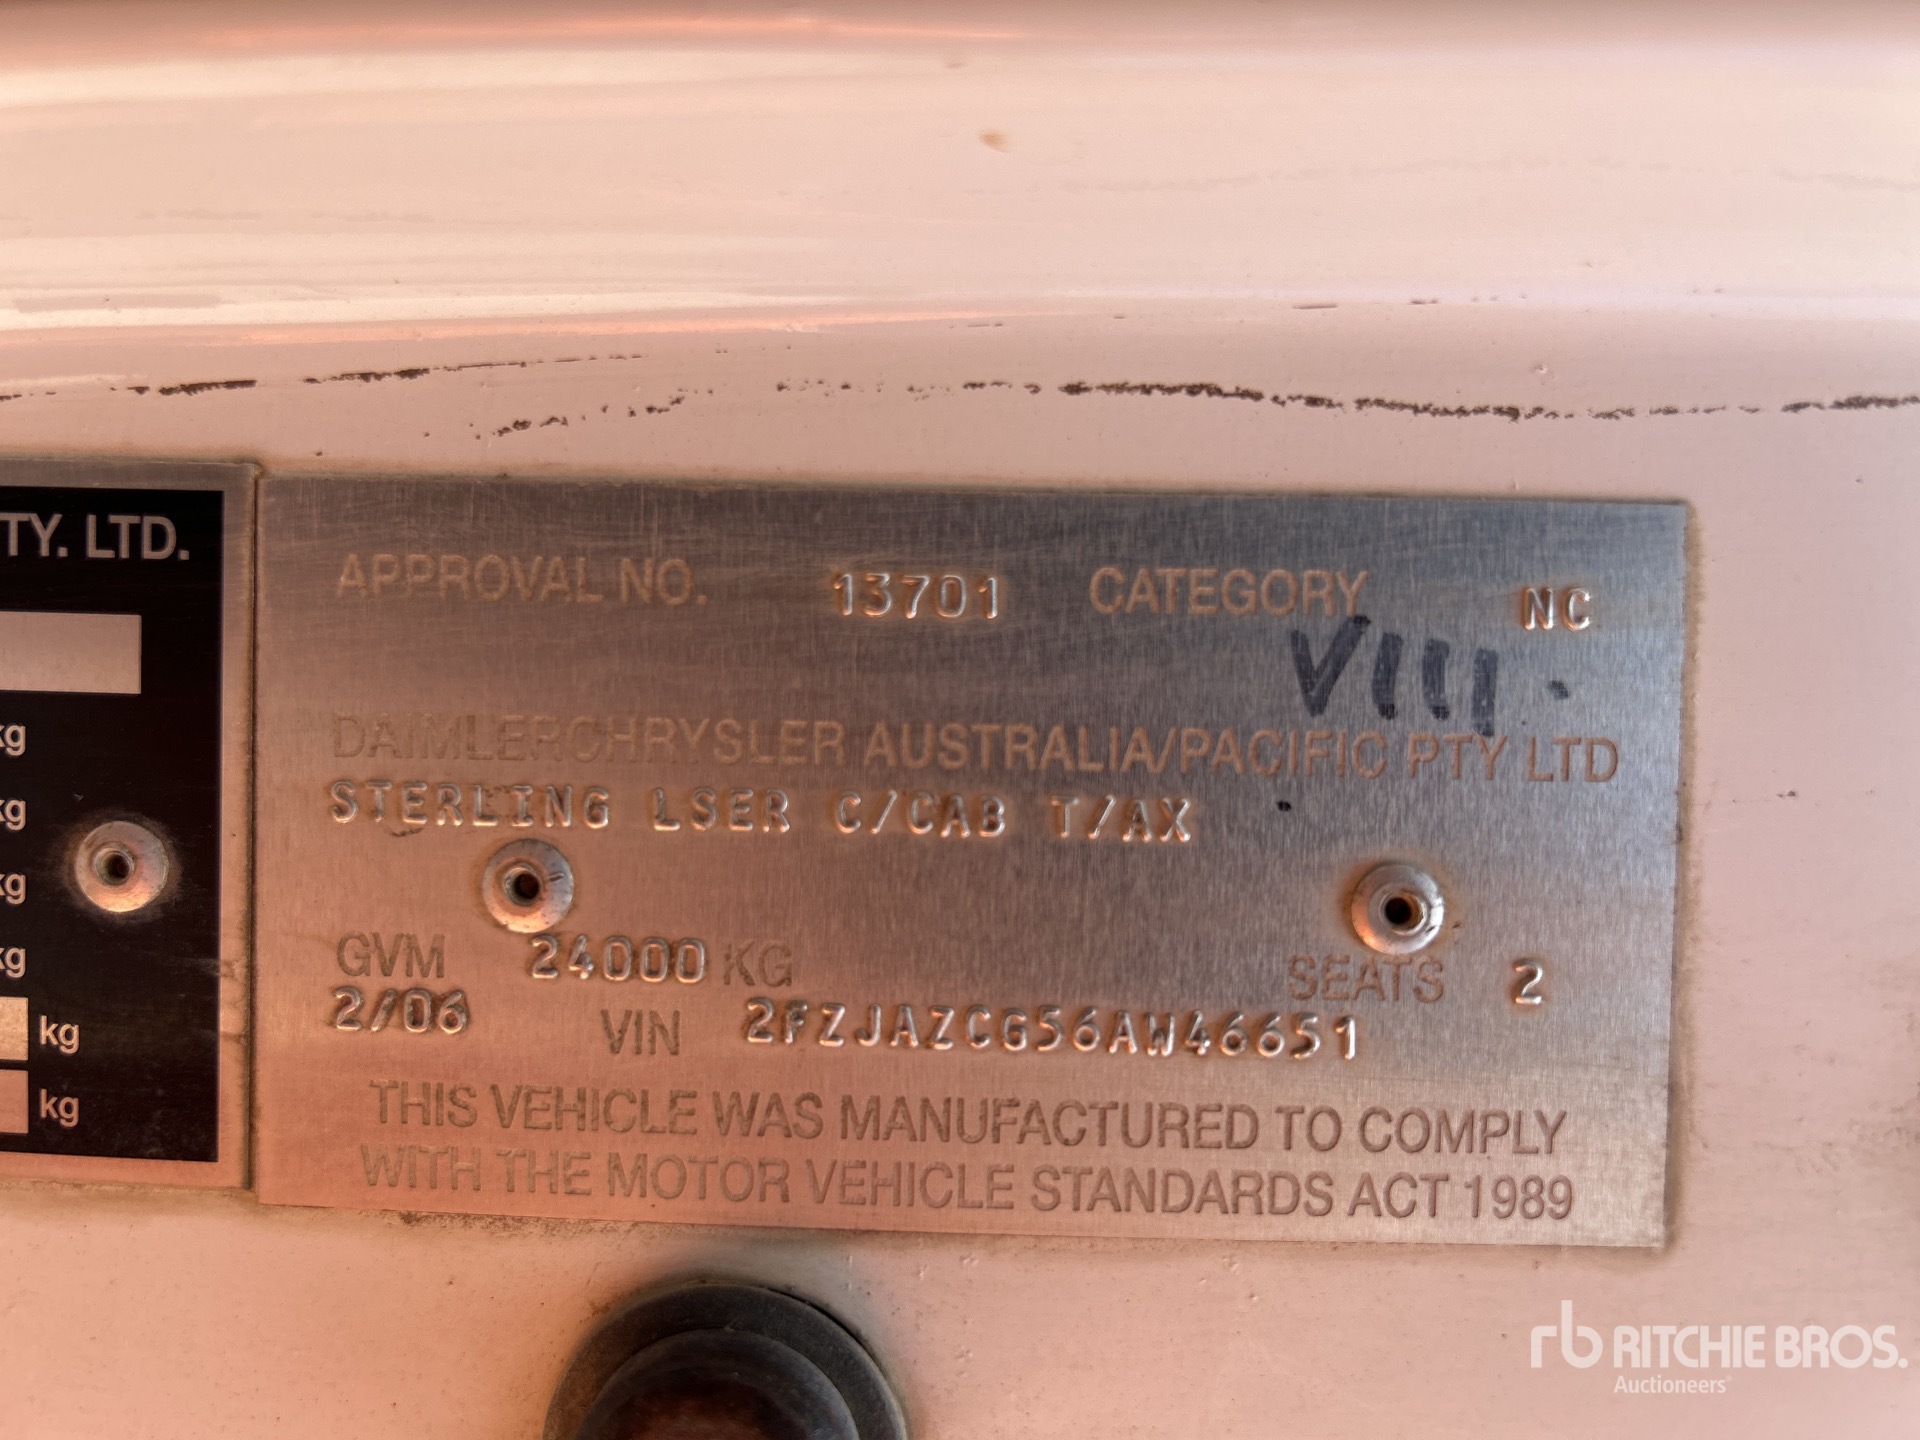 TY. LTD.
kg
kg
kg
kg
kg
kg
APPROVAL NO. 13701 CATEGORY NC
VIII.
DAIMLERCHRYSLER AUSTRALIA/PACIFIC PTY LTD
STERLING LSER C/CAB T/AX
GVM 24000 KG SEATS 2
2/06 VIN 2FZJAZCG56AW46651
THIS VEHICLE WAS MANUFACTURED TO COMPLY
WITH THE MOTOR VEHICLE STANDARDS ACT 1989
rb RITCHIE BROS.
Auctioneers